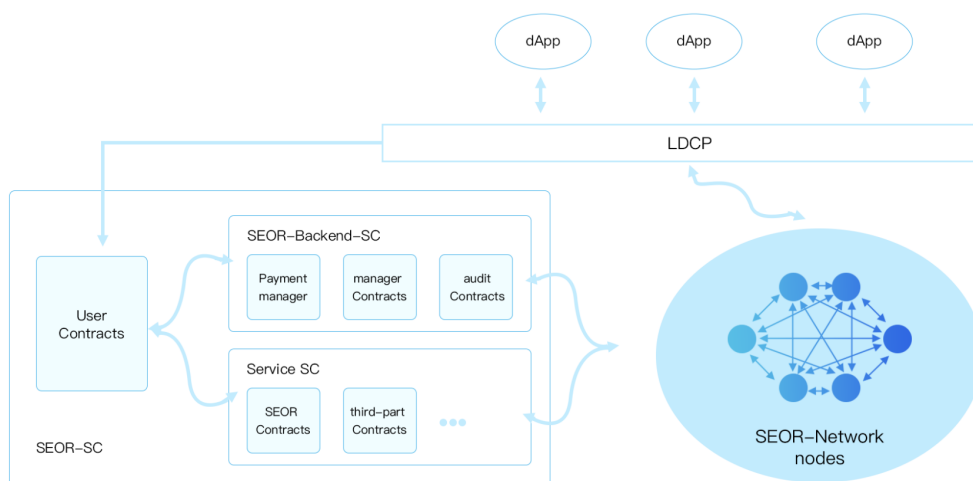 dApp
dApp
dApp
LDCP
SEOR-Backend-SC
Payment
manager
manager
Contracts
audit
Contracts
User
Contracts
Service SC
SEOR
Contracts
third-part
Contracts
SEOR-SC
SEOR-Network
nodes